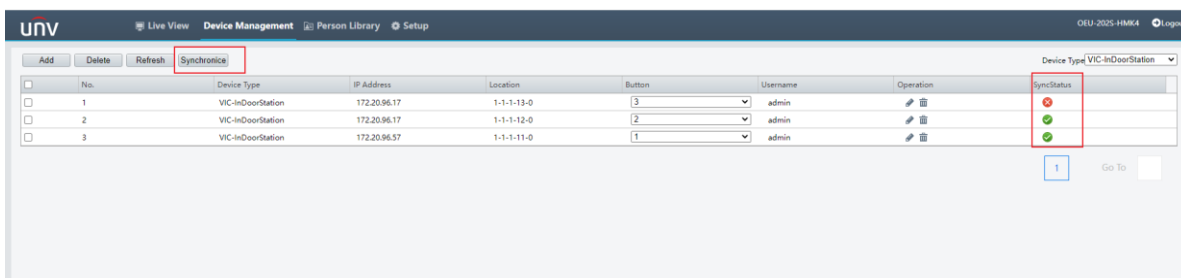 unv Live View Device Management Person Library Setup OEU-202S-HMK4 Logou
Add Delete Refresh Synchronice Device Type VIC-InDoorStation
No. Device Type IP Address Location Button Username Operation SyncStatus
1 VIC-InDoorStation 172.20.96.17 1-1-1-13-0 3 admin
2 VIC-InDoorStation 172.20.96.17 1-1-1-12-0 2 admin
3 VIC-InDoorStation 172.20.96.57 1-1-1-11-0 1 admin
1 Go To